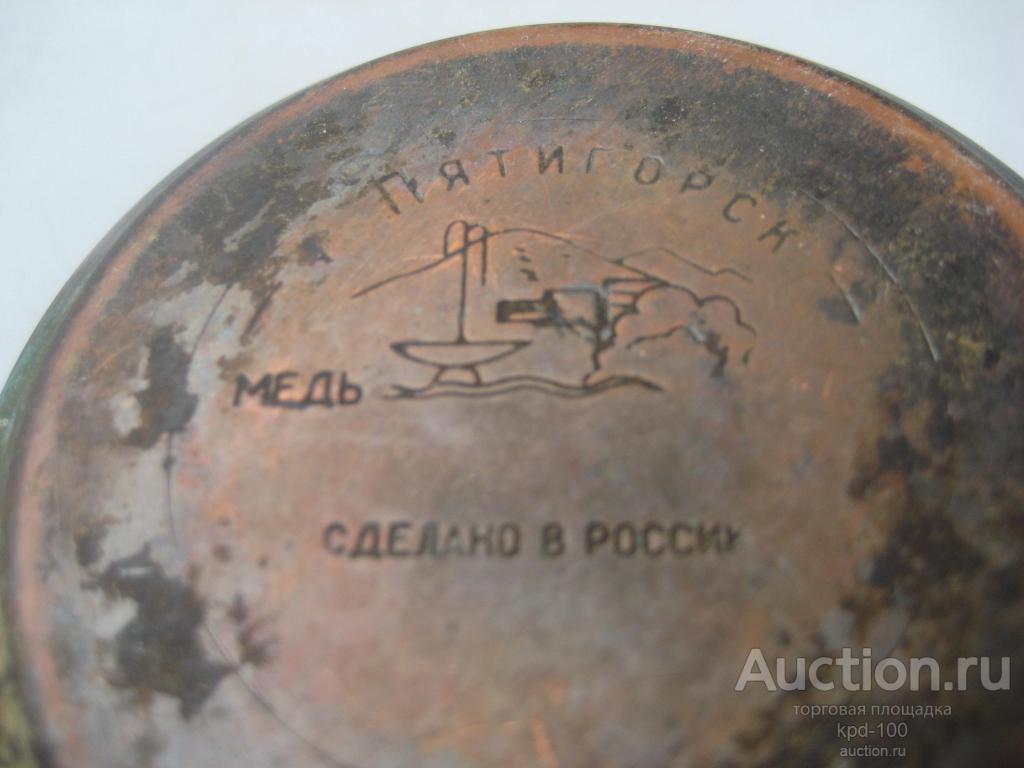 ПЯТИГОРСК
МЕДЬ
СДЕЛАНО В РОССИИ
Auction.ru
торговая площадка
kpd-100
auction.ru